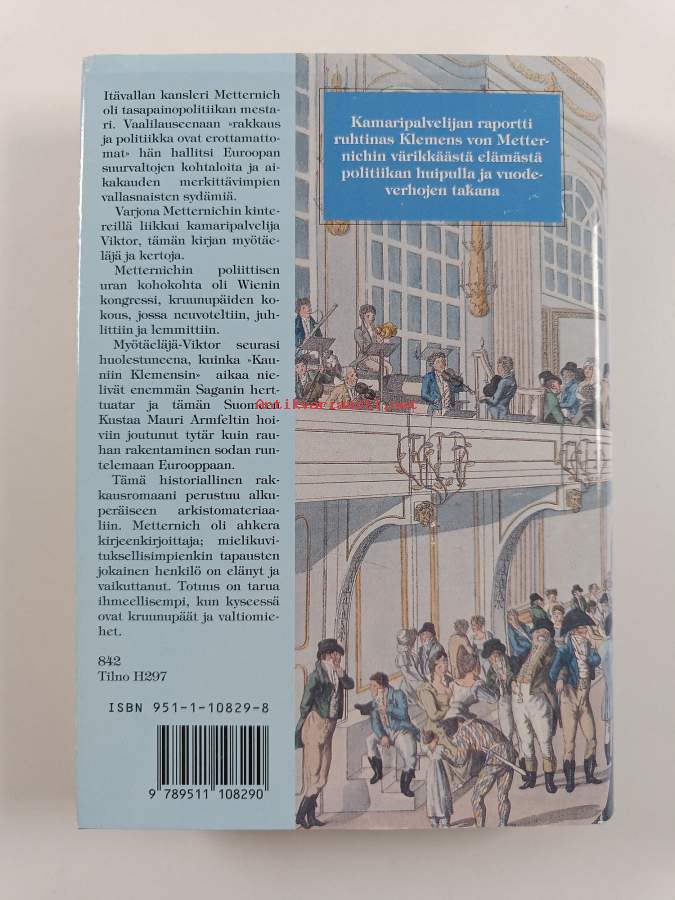 Itävallan kansleri Metternich
oli tasapainopolitiikan mesta-
ri. Vaalilauseenaan »rakkaus
ja politiikka ovat erottamatto-
mat» hän hallitsi Euroopan
suurvaltojen kohtaloita ja ai-
kakauden merkittävimpien
vallasnaisten sydämiä.
Varjona Metternichin kinte-
reillä liikkui kamaripalvelija
Viktor, tämän kirjan myötäe-
läjä ja kertoja.
Metternichin poliittisen
uran kohokohta oli Wienin
kongressi, kruunupäiden ko-
kous, jossa neuvoteltiin, juh-
littiin ja lemmittiin.
Myötäeläjä-Viktor seurasi
huolestuneena, kuinka »Kau-
niin Klemensin» aikaa nie-
livät enemmän Saganin hert-
tuatar ja tämän Suomeen
Kustaa Mauri Armfeltin hoi-
viin joutunut tytär kuin rau-
han rakentaminen sodan run-
telemaan Eurooppaan.
Tämä historiallinen rak-
kausromaani perustuu alku-
peräiseen arkistomateriaa-
liin. Metternich oli ahkera
kirjeenkirjoittaja; mielikuvi-
tuksellisimpienkin tapausten
jokainen henkilö on elänyt ja
vaikuttanut. Totuus on tarua
ihmeellisempi, kun kyseessä
ovat kruunupäät ja valtiomie-
het.
842
Tilno H297
ISBN 951-1-10829-8
9 789511 108290
Kamaripalvelijan raportti
ruhtinas Klemens von Metter-
nichin värikkäästä elämästä
politiikan huipulla ja vuode-
verhojen takana
Antikvariaatti.net